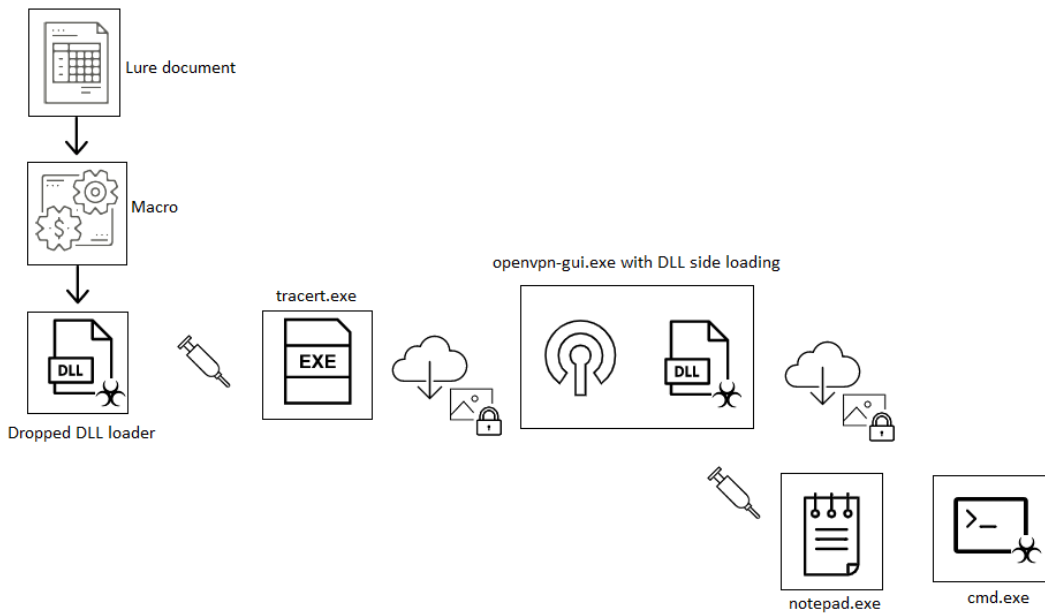 Lure document
Macro
openvpn-gui.exe with DLL side loading
tracert.exe
DLL
EXE
DLL
Dropped DLL loader
notepad.exe
cmd.exe